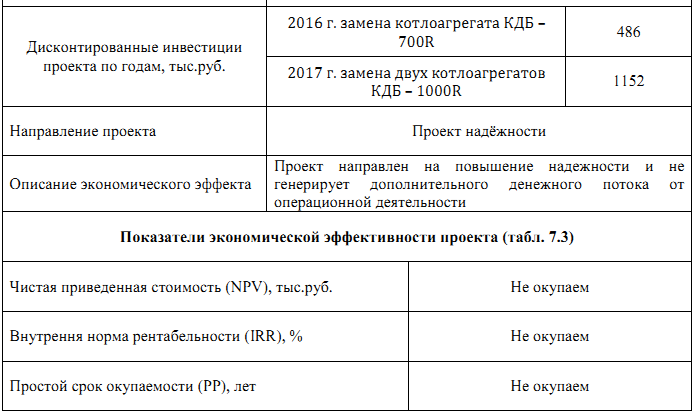 Дисконтированные инвестиции
проекта по годам, тыс.руб.
2016 г. замена котлоагрегата КДБ –
700R
486
2017 г. замена двух котлоагрегатов
КДБ – 1000R
1152
Направление проекта
Проект надёжности
Описание экономического эффекта
Проект направлен на повышение надежности и не
генерирует дополнительного денежного потока от
операционной деятельности
Показатели экономической эффективности проекта (табл. 7.3)
Чистая приведенная стоимость (NPV), тыс.руб.
Не окупаем
Внутрення норма рентабельности (IRR), %
Не окупаем
Простой срок окупаемости (PP), лет
Не окупаем